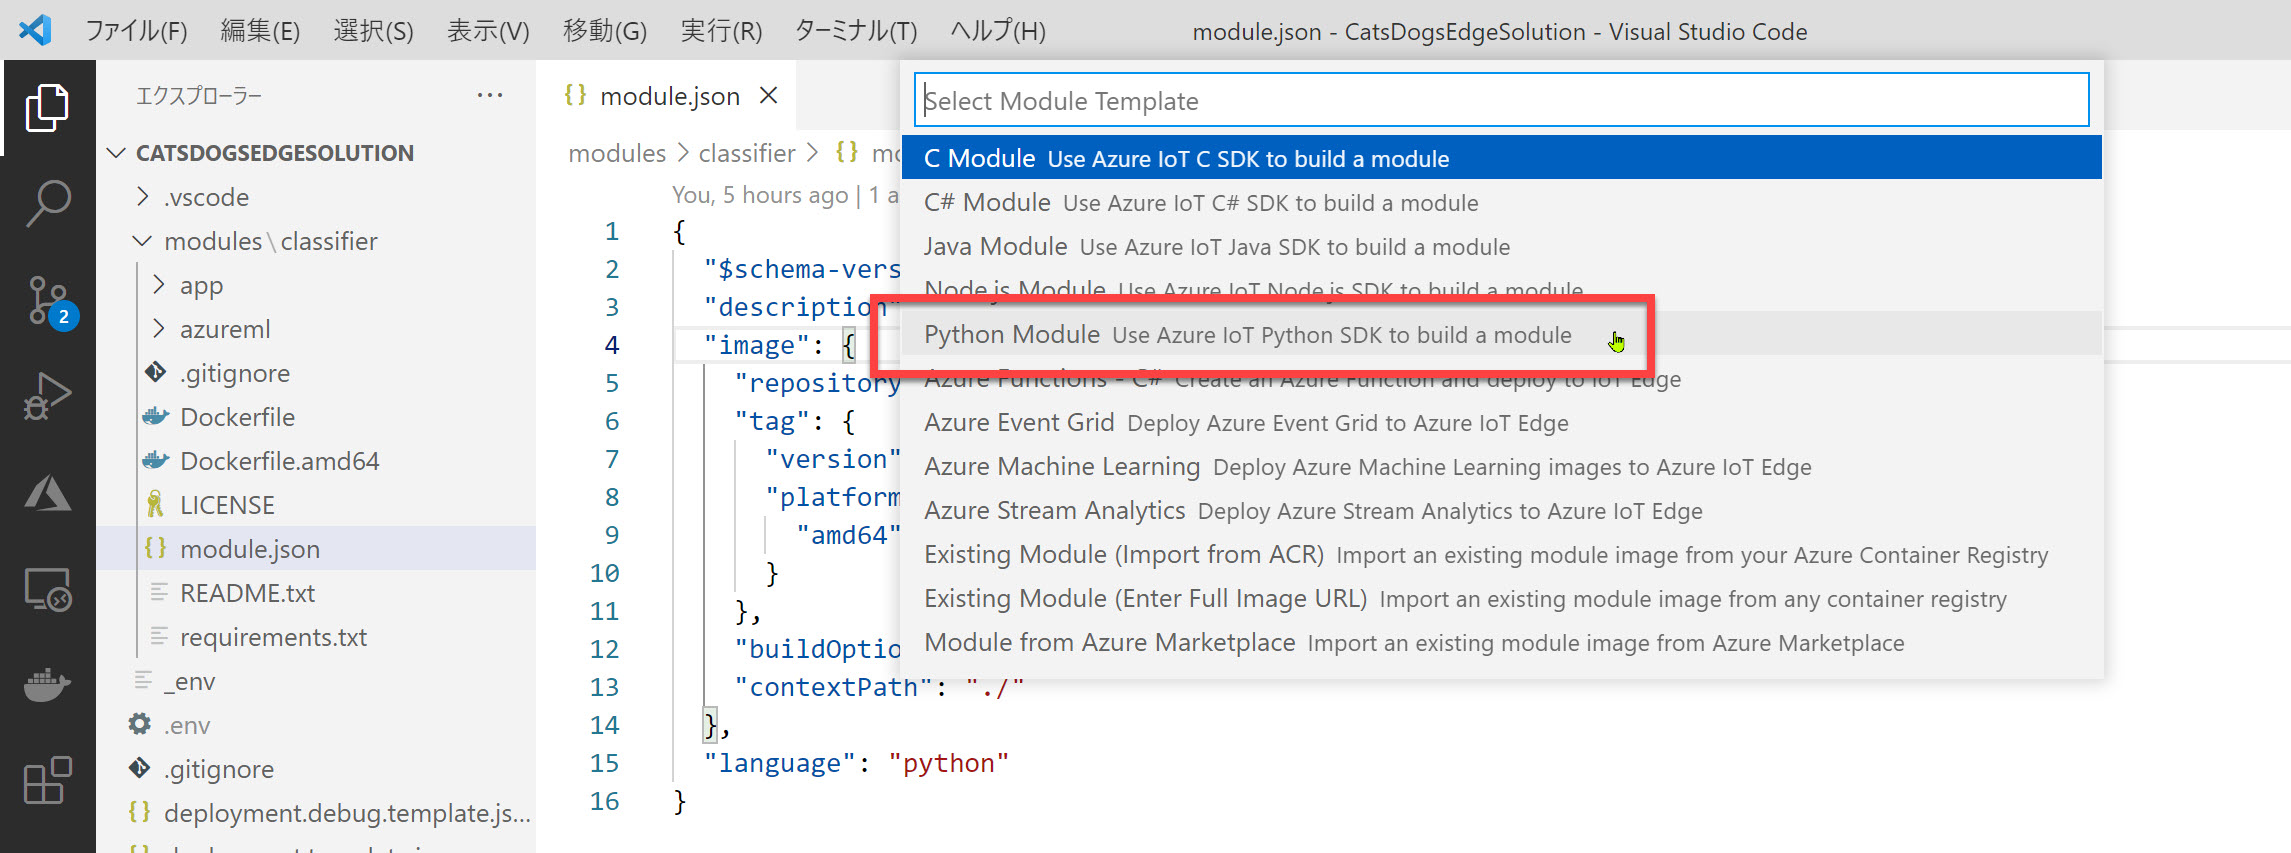 ファイル(F) 編集(E) 選択(S) 表示(V) 移動(G) 実行(R) ターミナル(T) ヘルプ(H) module.json - CatsDogsEdgeSolution - Visual Studio Code
エクスプローラー ...
CATSDOGSEDGESOLUTION
.vscode
modules\classifier
app
azureml
.gitignore
Dockerfile
Dockerfile.amd64
LICENSE
module.json
README.txt
requirements.txt
_env
.env
.gitignore
deployment.debug.template.js...
2
{} module.json
modules > classifier > {}
You, 5 hours ago | 1
1 {
2 "$schema-vers
3 "description"
4 "image": {
5 "repository
6 "tag": {
7 "version"
8 "platform
9 "amd64"
10 }
11 },
12 "buildOptio
13 "contextPath": "./"
14 },
15 "language": "python"
16 }
Select Module Template
C Module Use Azure IoT C SDK to build a module
C# Module Use Azure IoT C# SDK to build a module
Java Module Use Azure IoT Java SDK to build a module
Node.js Module Use Azure IoT Node.js SDK to build a module
Python Module Use Azure IoT Python SDK to build a module
Azure Functions - C# Create an Azure Function and deploy to IoT Edge
Azure Event Grid Deploy Azure Event Grid to Azure IoT Edge
Azure Machine Learning Deploy Azure Machine Learning images to Azure IoT Edge
Azure Stream Analytics Deploy Azure Stream Analytics to Azure IoT Edge
Existing Module (Import from ACR) Import an existing module image from your Azure Container Registry
Existing Module (Enter Full Image URL) Import an existing module image from any container registry
Module from Azure Marketplace Import an existing module image from Azure Marketplace